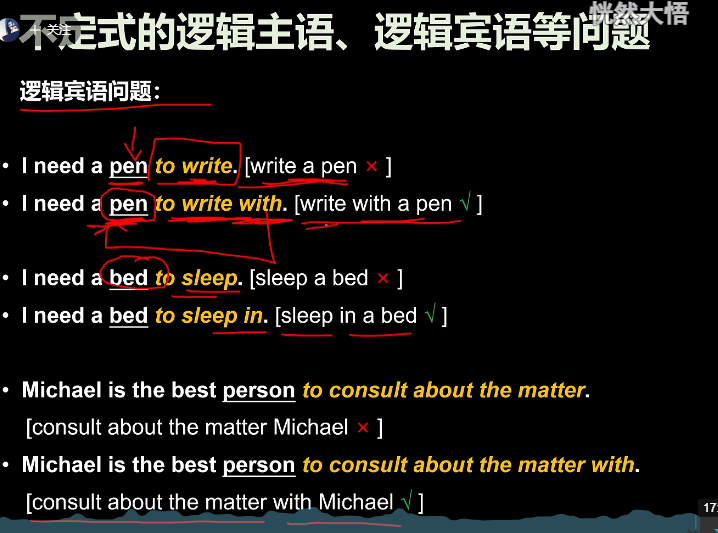 恍然大悟
+ 关注
不定式的逻辑主语、逻辑宾语等问题
逻辑宾语问题：
• I need a pen to write. [write a pen × ]
• I need a pen to write with. [write with a pen √ ]
• I need a bed to sleep. [sleep a bed × ]
• I need a bed to sleep in. [sleep in a bed √ ]
• Michael is the best person to consult about the matter.
[consult about the matter Michael × ]
• Michael is the best person to consult about the matter with.
[consult about the matter with Michael √ ]